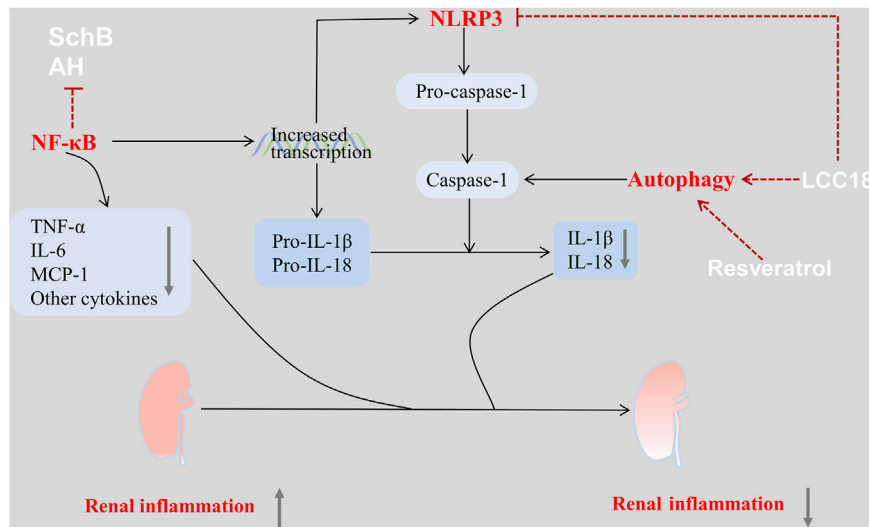 SchB
AH
NF-κB
NLRP3
Pro-caspase-1
Increased
transcription
Caspase-1
Autophagy
LCC18
Resveratrol
TNF-α
IL-6
MCP-1
Other cytokines
Pro-IL-1β
Pro-IL-18
IL-1β
IL-18
Renal inflammation
Renal inflammation